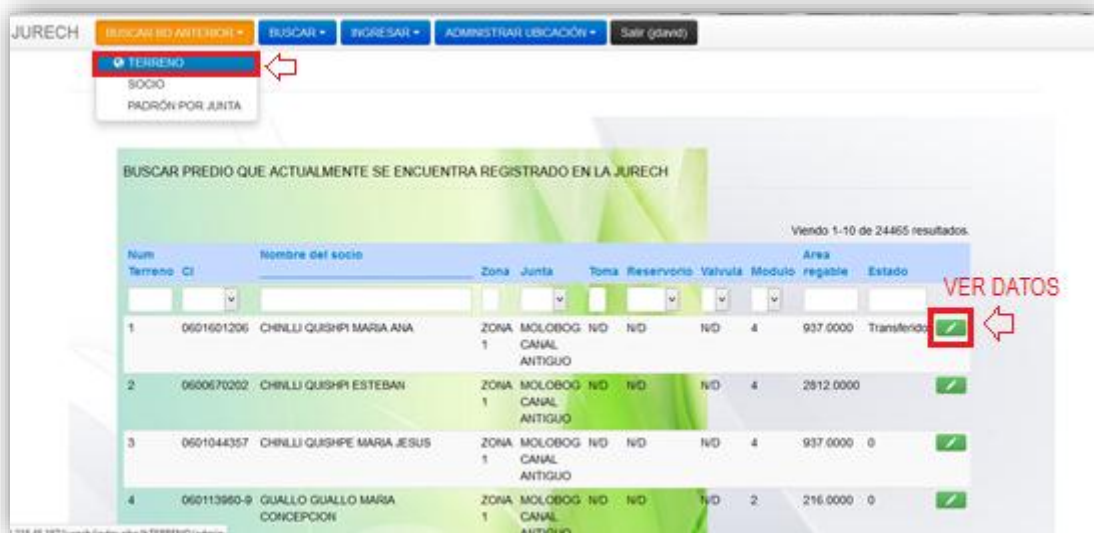 JURECH BUSCAR BD ANTERIOR BUSCAR INGRESAR ADMINISTRAR UBICACIÓN Salir (jdavid)
TERRENO
SOCIO
PADRÓN POR JUNTA
BUSCAR PREDIO QUE ACTUALMENTE SE ENCUENTRA REGISTRADO EN LA JURECH
Viendo 1-10 de 24465 resultados.
Num Terreno CI Nombre del socio Zona Junta Toma Reservorio Valvula Modulo Area regable Estado
VER DATOS
1 0601601206 CHINLLI QUISHPI MARIA ANA ZONA MOLOBOG N/D N/D N/D 4 937.0000 Transferido
1 CANAL
ANTIGUO
2 0600670202 CHINLLI QUISHPI ESTEBAN ZONA MOLOBOG N/D N/D N/D 4 2812.0000
1 CANAL
ANTIGUO
3 0601044357 CHINLLI QUISHPE MARIA JESUS ZONA MOLOBOG N/D N/D N/D 4 937.0000 0
1 CANAL
ANTIGUO
4 060113960-9 GUALLO GUALLO MARIA ZONA MOLOBOG N/D N/D N/D 2 216.0000 0
CONCEPCION 1 CANAL
ANTIGUO